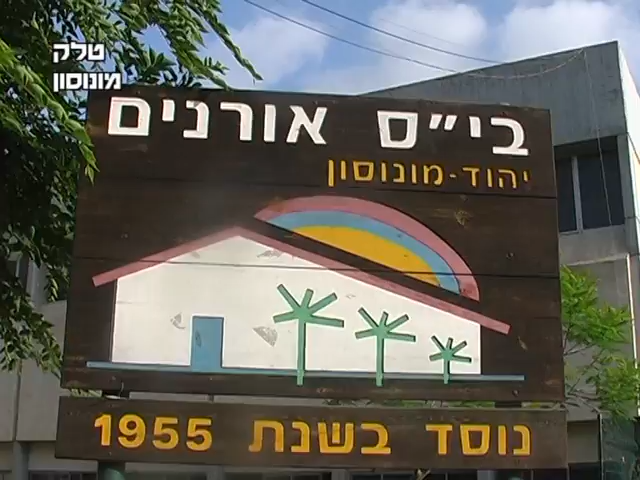 טלק
מונוסון
בי״ס אורנים
יהוד-מונוסון
נוסד בשנת 1955